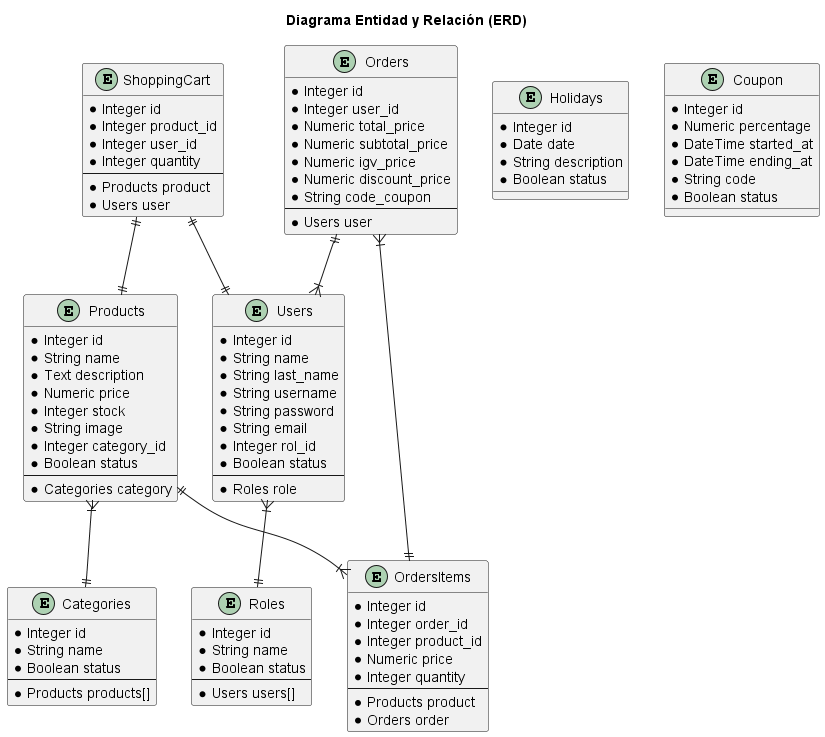 Diagrama Entidad y Relación (ERD)
E ShoppingCart
Integer id
Integer product_id
Integer user_id
Integer quantity
Products product
Users user
E Orders
Integer id
Integer user_id
Numeric total_price
Numeric subtotal_price
Numeric igv_price
Numeric discount_price
String code_coupon
Users user
E Holidays
Integer id
Date date
String description
Boolean status
E Coupon
Integer id
Numeric percentage
DateTime started_at
DateTime ending_at
String code
Boolean status
E Products
Integer id
String name
Text description
Numeric price
Integer stock
String image
Integer category_id
Boolean status
Categories category
E Users
Integer id
String name
String last_name
String username
String password
String email
Integer rol_id
Boolean status
Roles role
E Categories
Integer id
String name
Boolean status
Products products[]
E Roles
Integer id
String name
Boolean status
Users users[]
E OrdersItems
Integer id
Integer order_id
Integer product_id
Numeric price
Integer quantity
Products product
Orders order